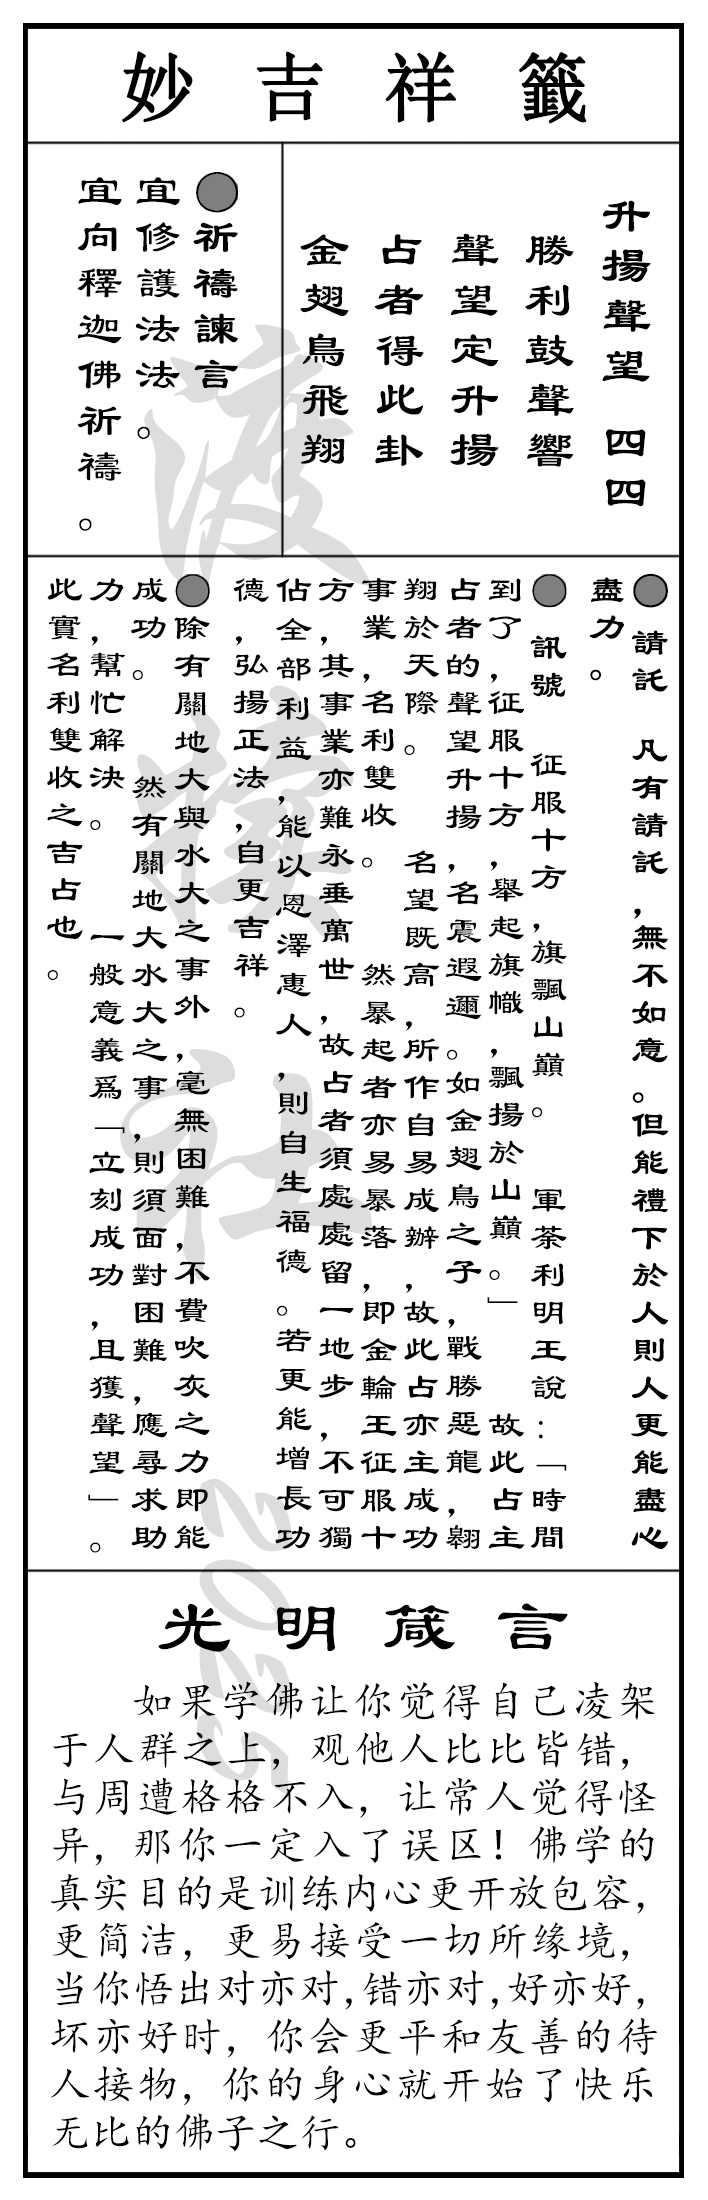 妙吉祥籤
升揚聲望 四四
勝利鼓聲響
聲望定升揚
占者得此卦
金翅鳥飛翔
●祈禱諫言
宜修護法法。
宜向釋迦佛祈禱。
● 請託 凡有請託，無不如意。但能禮下於人則人更能盡心
盡力。
● 訊號 征服十方，旗飄山巔。 軍荼利明王說：「時間
到了，征服十方，舉起旗幟，飄揚於山巔。」 故此占主
占者的聲望升揚，名震遐邇。如金翅鳥之子，戰勝惡龍，翱
翔於天際。 名望既高，所作自易成辦，故此占亦主成功
事業，名利雙收。 然暴起者亦易暴落，即金輪王征服十
方，其事業亦難永垂萬世，故占者須處處留一地步，不可獨
佔全部利益，能以恩澤惠人，則自生福德。若更能增長功
德，弘揚正法，自更吉祥。
●除有關地大與水大之事外，毫無困難，不費吹灰之力即能
成功。 然有關地大水大之事，則須面對困難，應尋求助
力，幫忙解決。 一般意義爲「立刻成功，且獲聲望」。
此實名利雙收之吉占也。
光明箴言
如果学佛让你觉得自己凌架
于人群之上，观他人比比皆错，
与周遭格格不入，让常人觉得怪
异，那你一定入了误区！佛学的
真实目的是训练内心更开放包容，
更简洁，更易接受一切所缘境，
当你悟出对亦对，错亦对，好亦好，
坏亦好时，你会更平和友善的待
人接物，你的身心就开始了快乐
无比的佛子之行。
2025